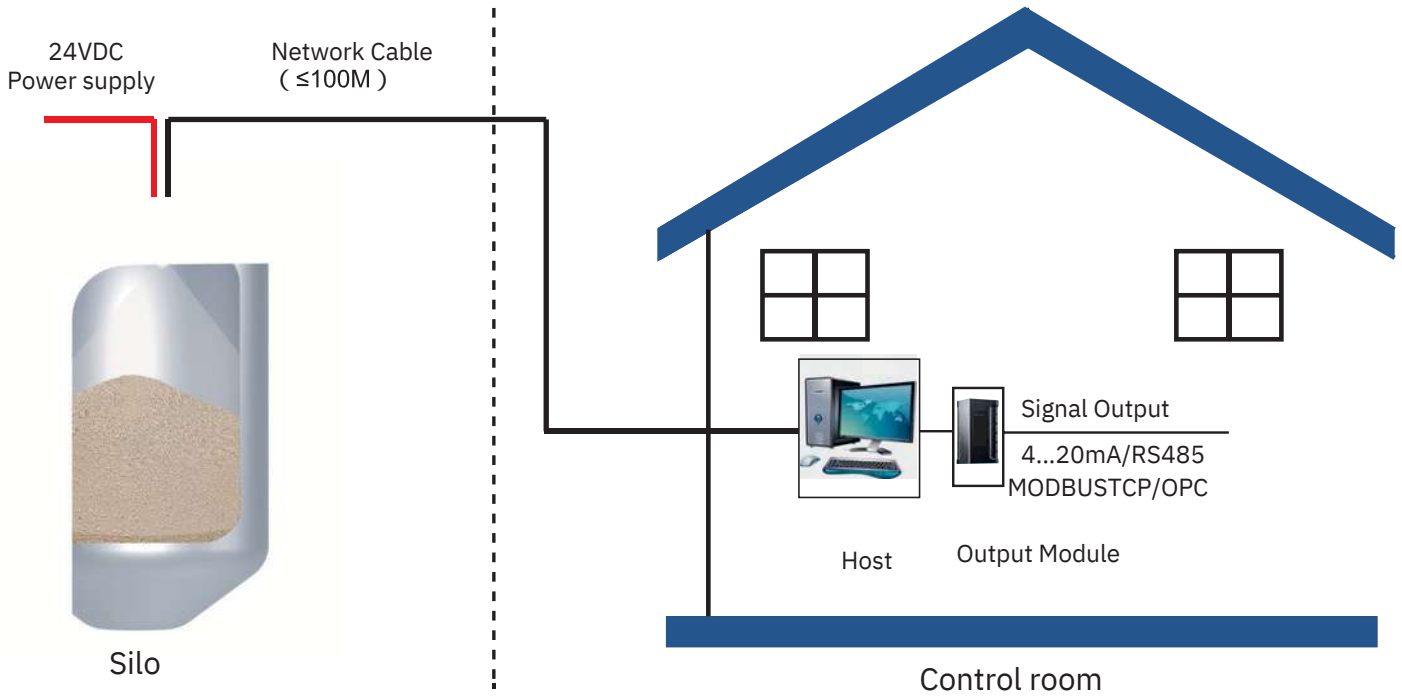 24VDC
Power supply
Network Cable
( ≤100M )
Signal Output
4...20mA/RS485
MODBUSTCP/OPC
Host
Output Module
Silo
Control room